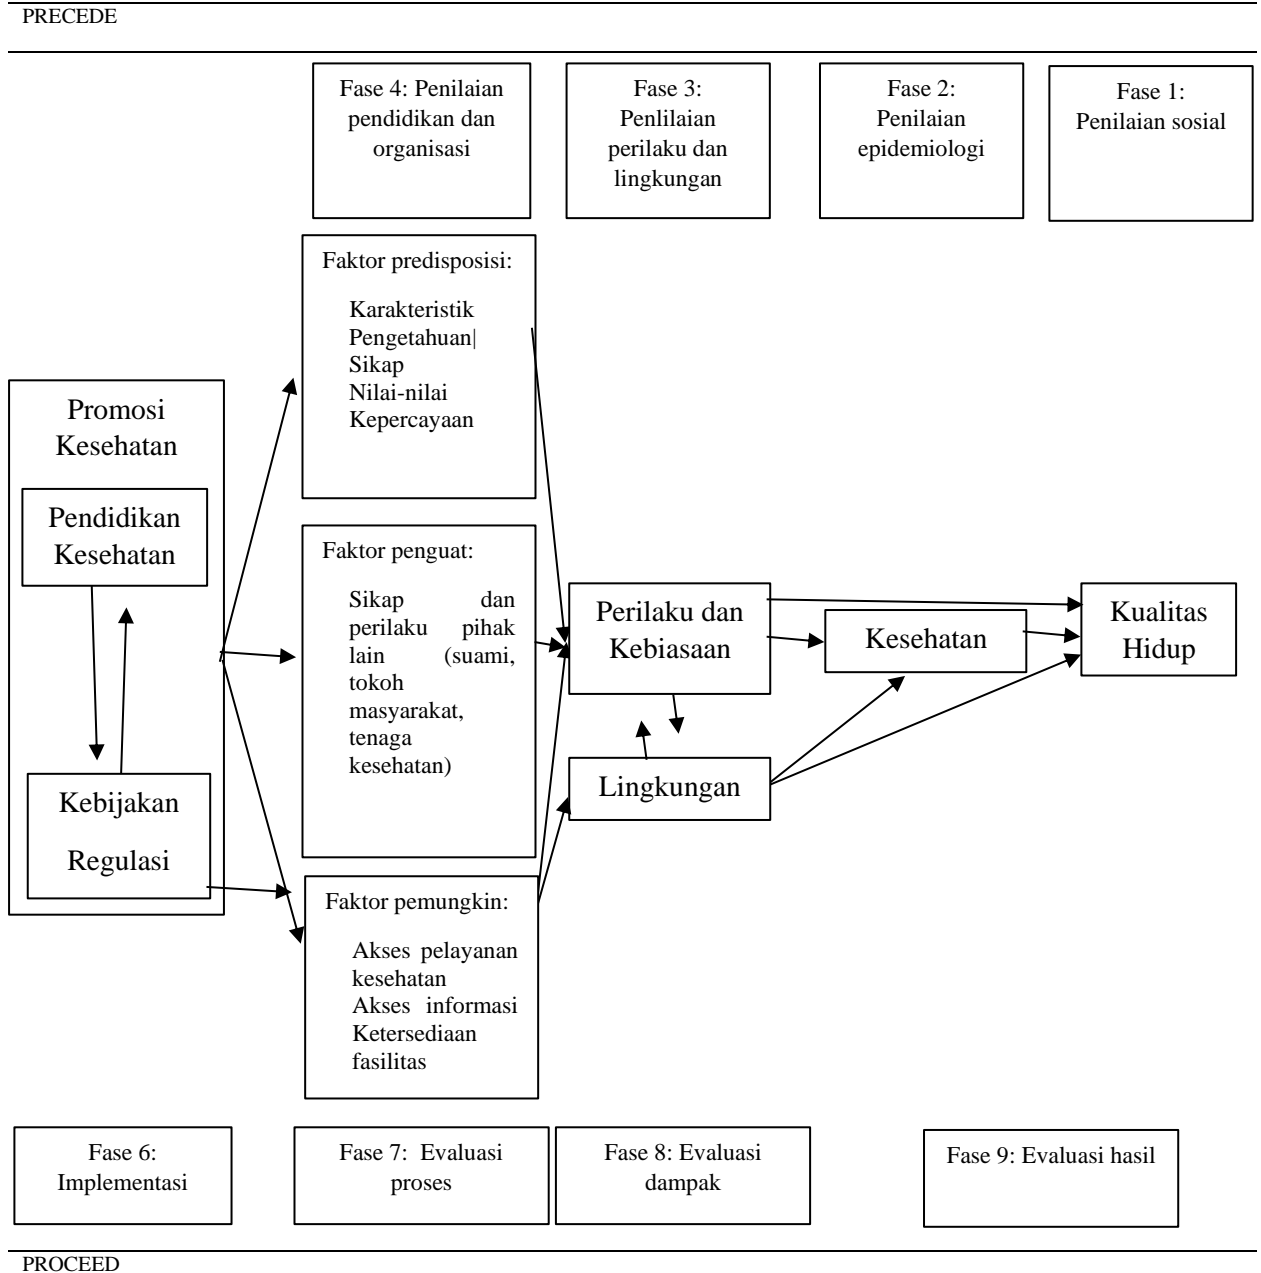 PRECEDE
Fase 4: Penilaian
pendidikan dan
organisasi
Fase 3:
Penlilaian
perilaku dan
lingkungan
Fase 2:
Penilaian
epidemiologi
Fase 1:
Penilaian sosial
Promosi
Kesehatan
Pendidikan
Kesehatan
Kebijakan
Regulasi
Faktor predisposisi:
Karakteristik
Pengetahuan|
Sikap
Nilai-nilai
Kepercayaan
Faktor penguat:
Sikap dan
perilaku pihak
lain (suami,
tokoh
masyarakat,
tenaga
kesehatan)
Faktor pemungkin:
Akses pelayanan
kesehatan
Akses informasi
Ketersediaan
fasilitas
Perilaku dan
Kebiasaan
Lingkungan
Kesehatan
Kualitas
Hidup
Fase 6:
Implementasi
Fase 7:  Evaluasi
proses
Fase 8: Evaluasi
dampak
Fase 9: Evaluasi hasil
PROCEED